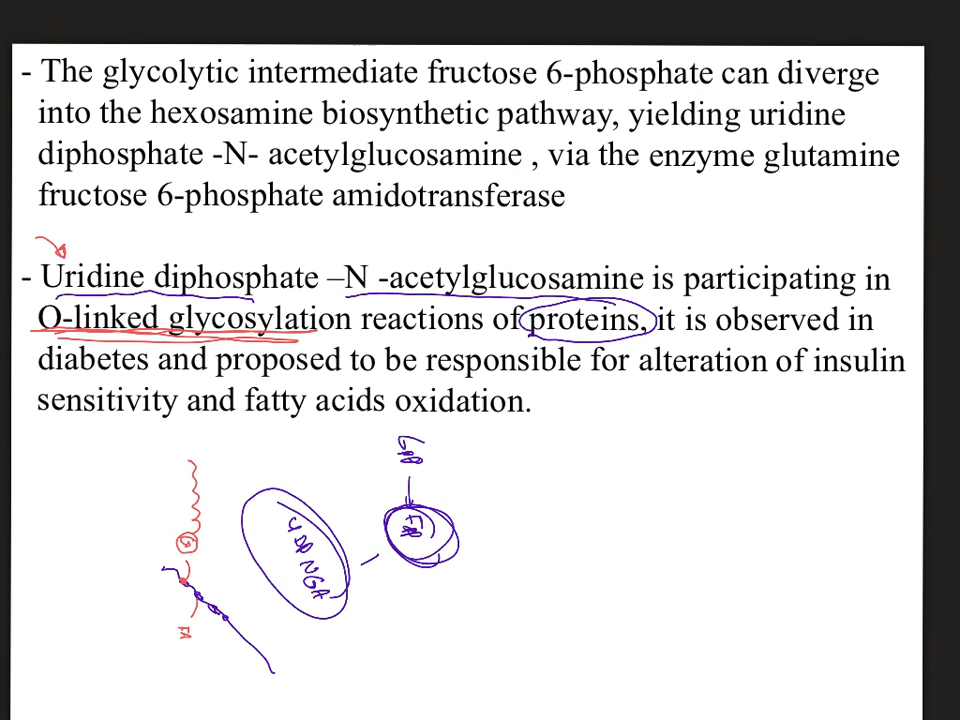 - The glycolytic intermediate fructose 6-phosphate can diverge
into the hexosamine biosynthetic pathway, yielding uridine
diphosphate -N- acetylglucosamine , via the enzyme glutamine
fructose 6-phosphate amidotransferase
- Uridine diphosphate –N -acetylglucosamine is participating in
O-linked glycosylation reactions of proteins, it is observed in
diabetes and proposed to be responsible for alteration of insulin
sensitivity and fatty acids oxidation.
UDPNGA
FA